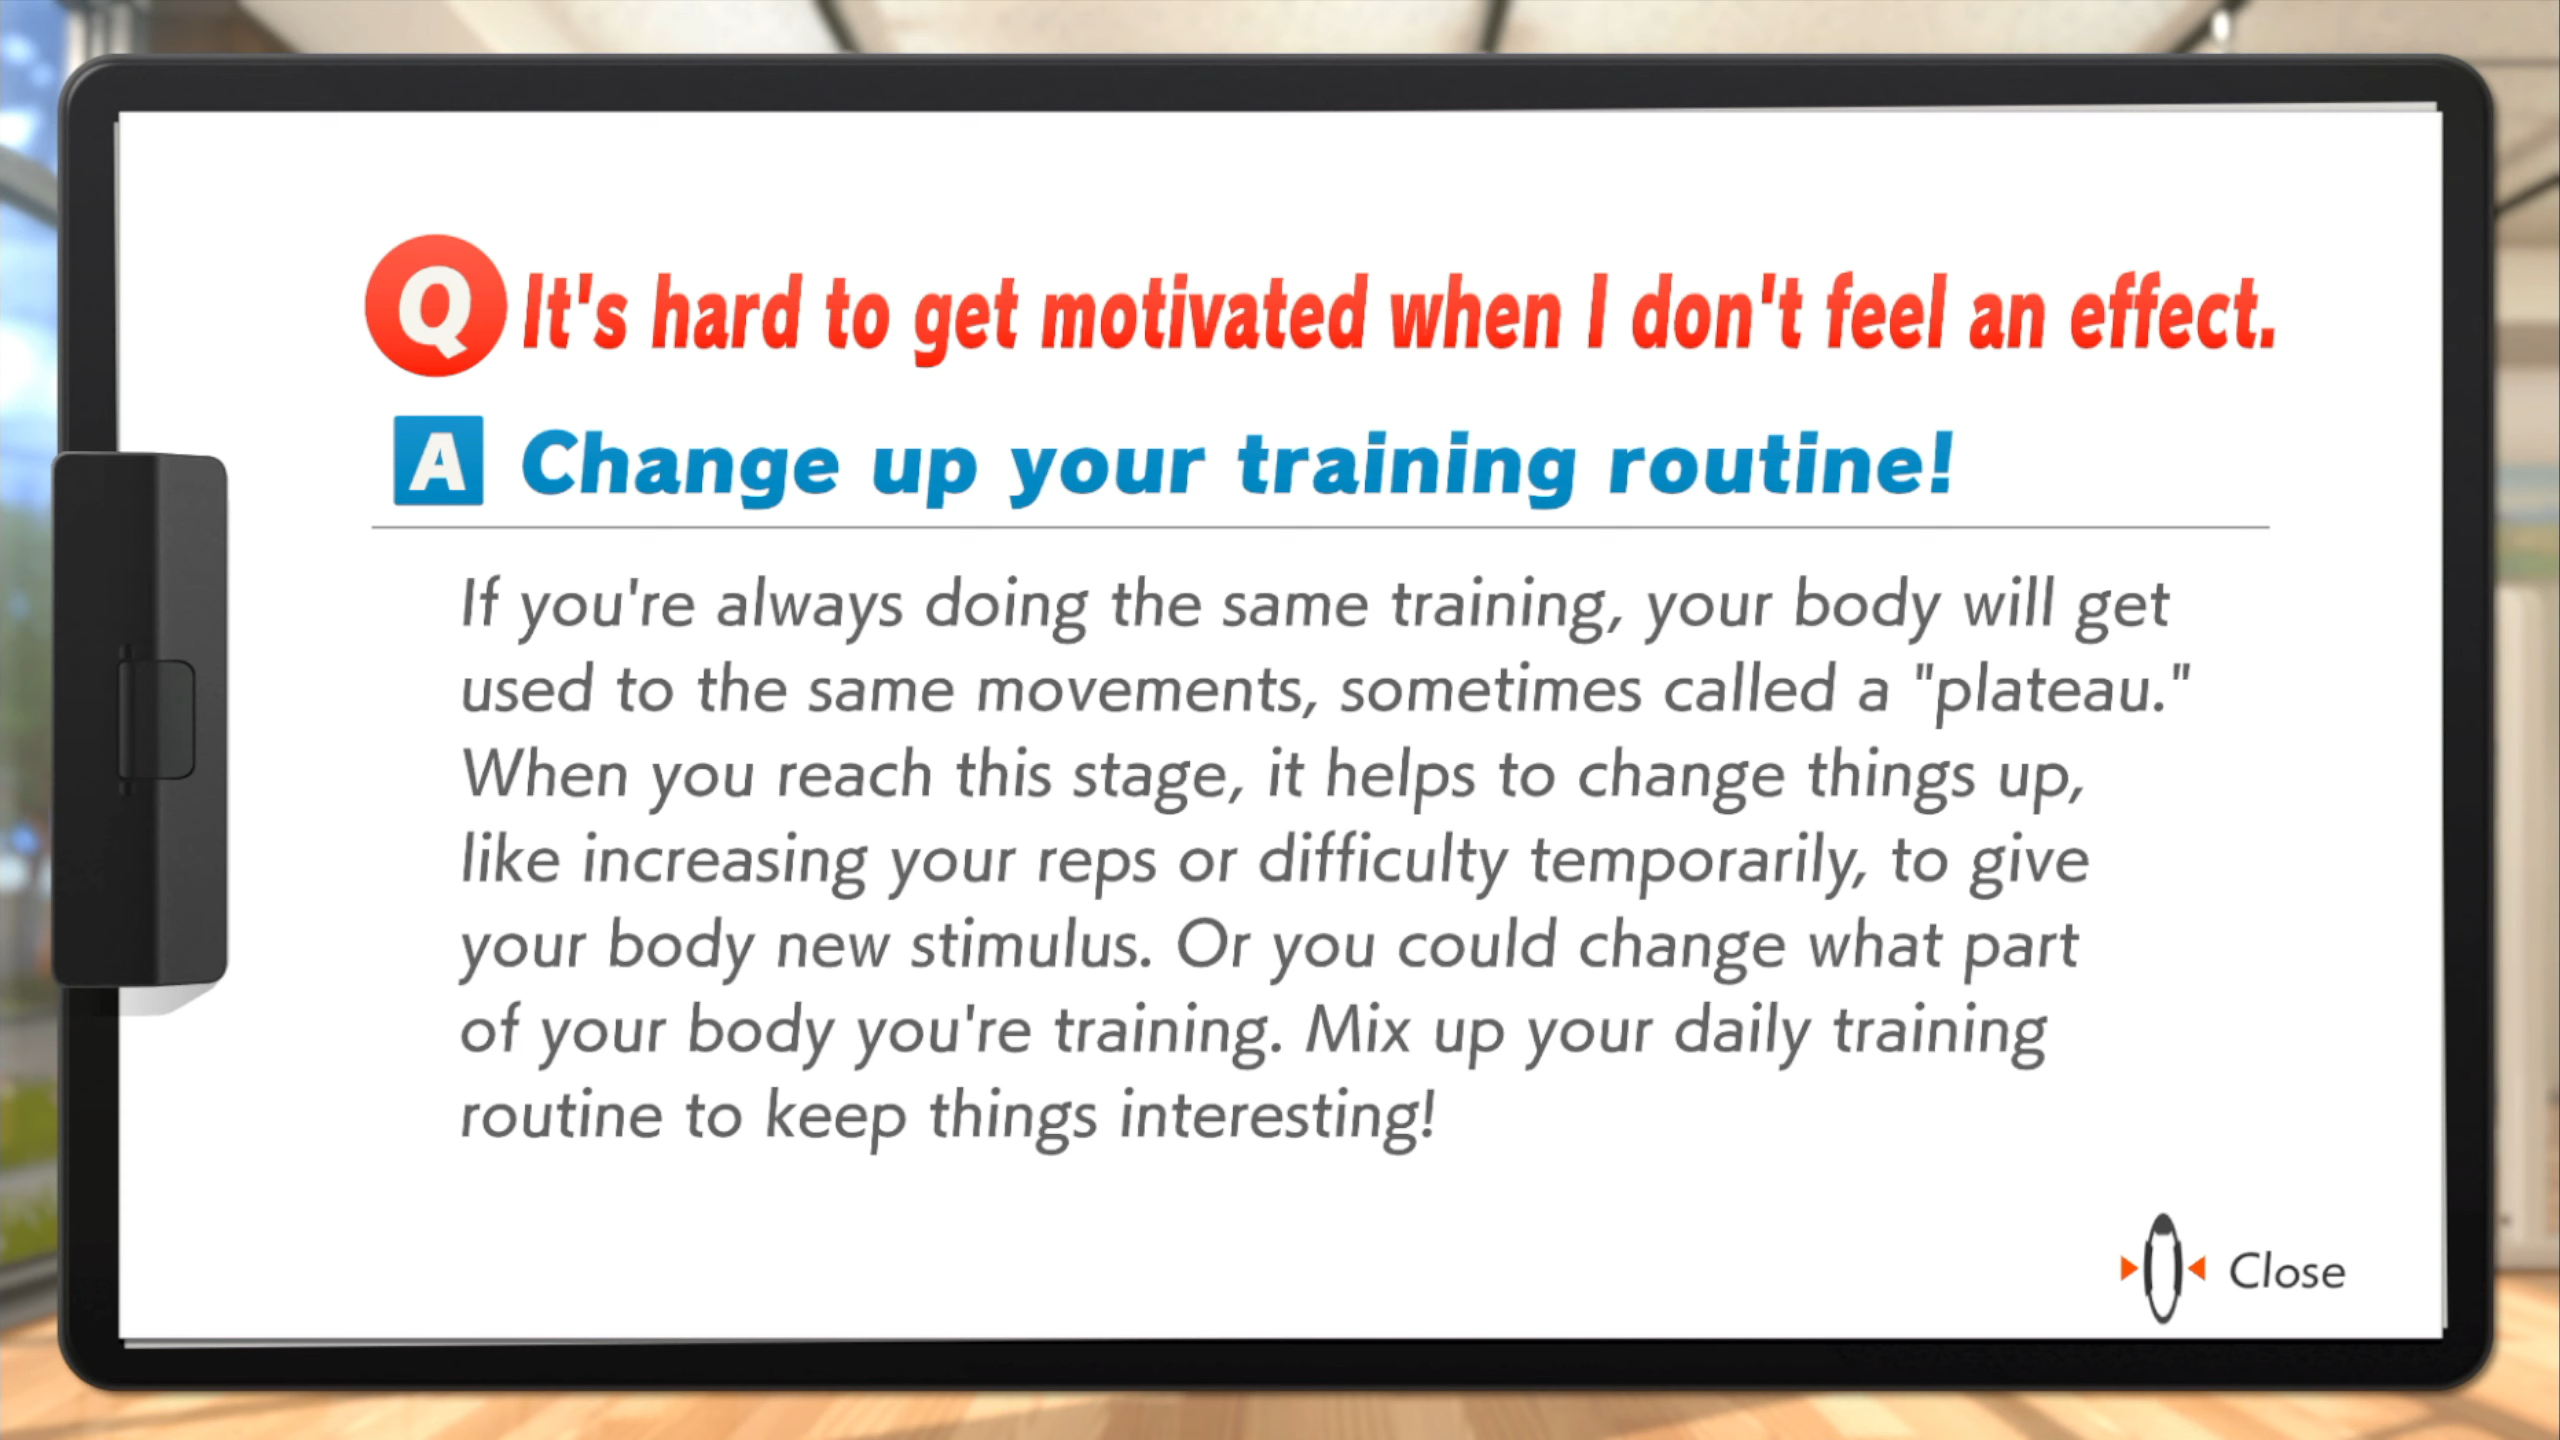 Q It's hard to get motivated when I don't feel an effect.
A Change up your training routine!
If you're always doing the same training, your body will get
used to the same movements, sometimes called a "plateau."
When you reach this stage, it helps to change things up,
like increasing your reps or difficulty temporarily, to give
your body new stimulus. Or you could change what part
of your body you're training. Mix up your daily training
routine to keep things interesting!
Close